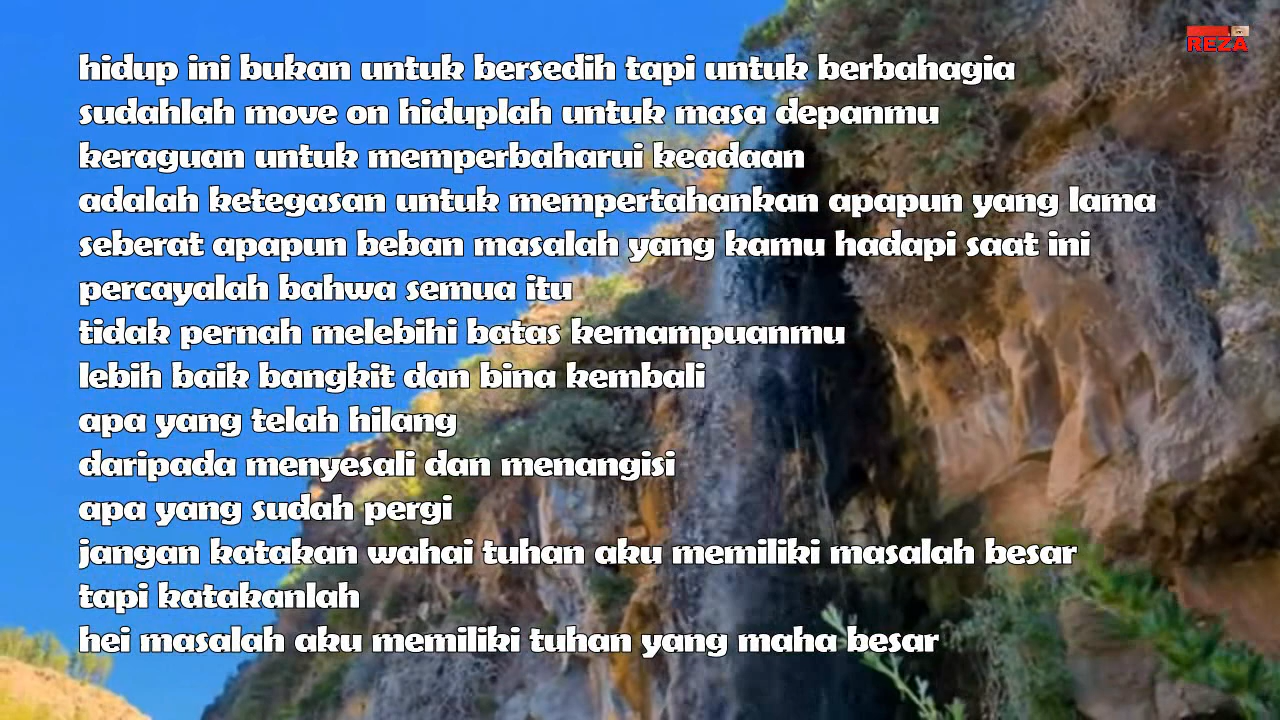 REZA
hidup ini bukan untuk bersedih tapi untuk berbahagia
sudahlah move on hiduplah untuk masa depanmu
keraguan untuk memperbaharui keadaan
adalah ketegasan untuk mempertahankan apapun yang lama
seberat apapun beban masalah yang kamu hadapi saat ini
percayalah bahwa semua itu
tidak pernah melebihi batas kemampuanmu
lebih baik bangkit dan bina kembali
apa yang telah hilang
daripada menyesali dan menangisi
apa yang sudah pergi
jangan katakan wahai tuhan aku memiliki masalah besar
tapi katakanlah
hei masalah aku memiliki tuhan yang maha besar